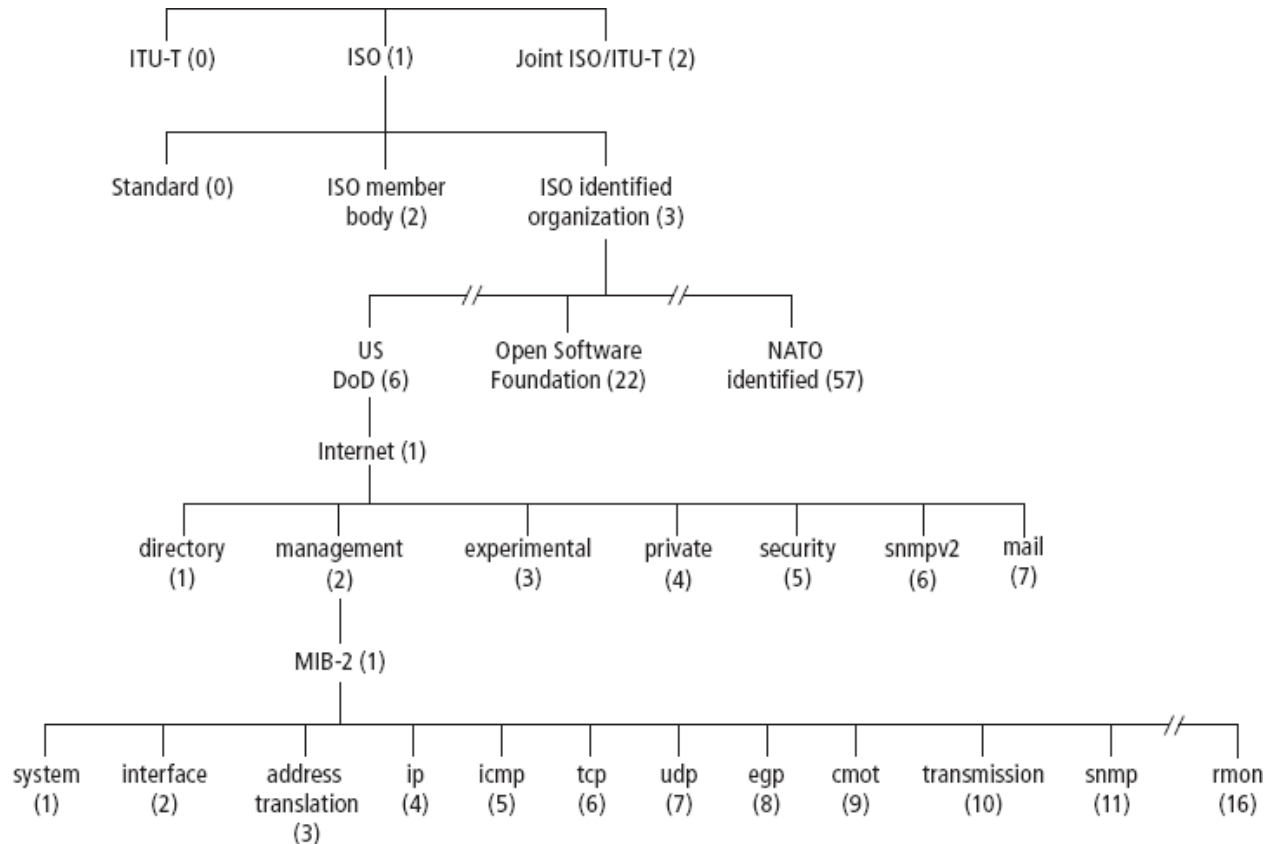 ITU-T (0) ISO (1) Joint ISO/ITU-T (2)
Standard (0) ISO member ISO identified
body (2) organization (3)
US Open Software NATO
DoD (6) Foundation (22) identified (57)
Internet (1)
directory management experimental private security snmpv2 mail
(1) (2) (3) (4) (5) (6) (7)
MIB-2 (1)
system interface address ip icmp tcp udp egp cmot transmission snmp rmon
(1) (2) translation (4) (5) (6) (7) (8) (9) (10) (11) (16)
(3)